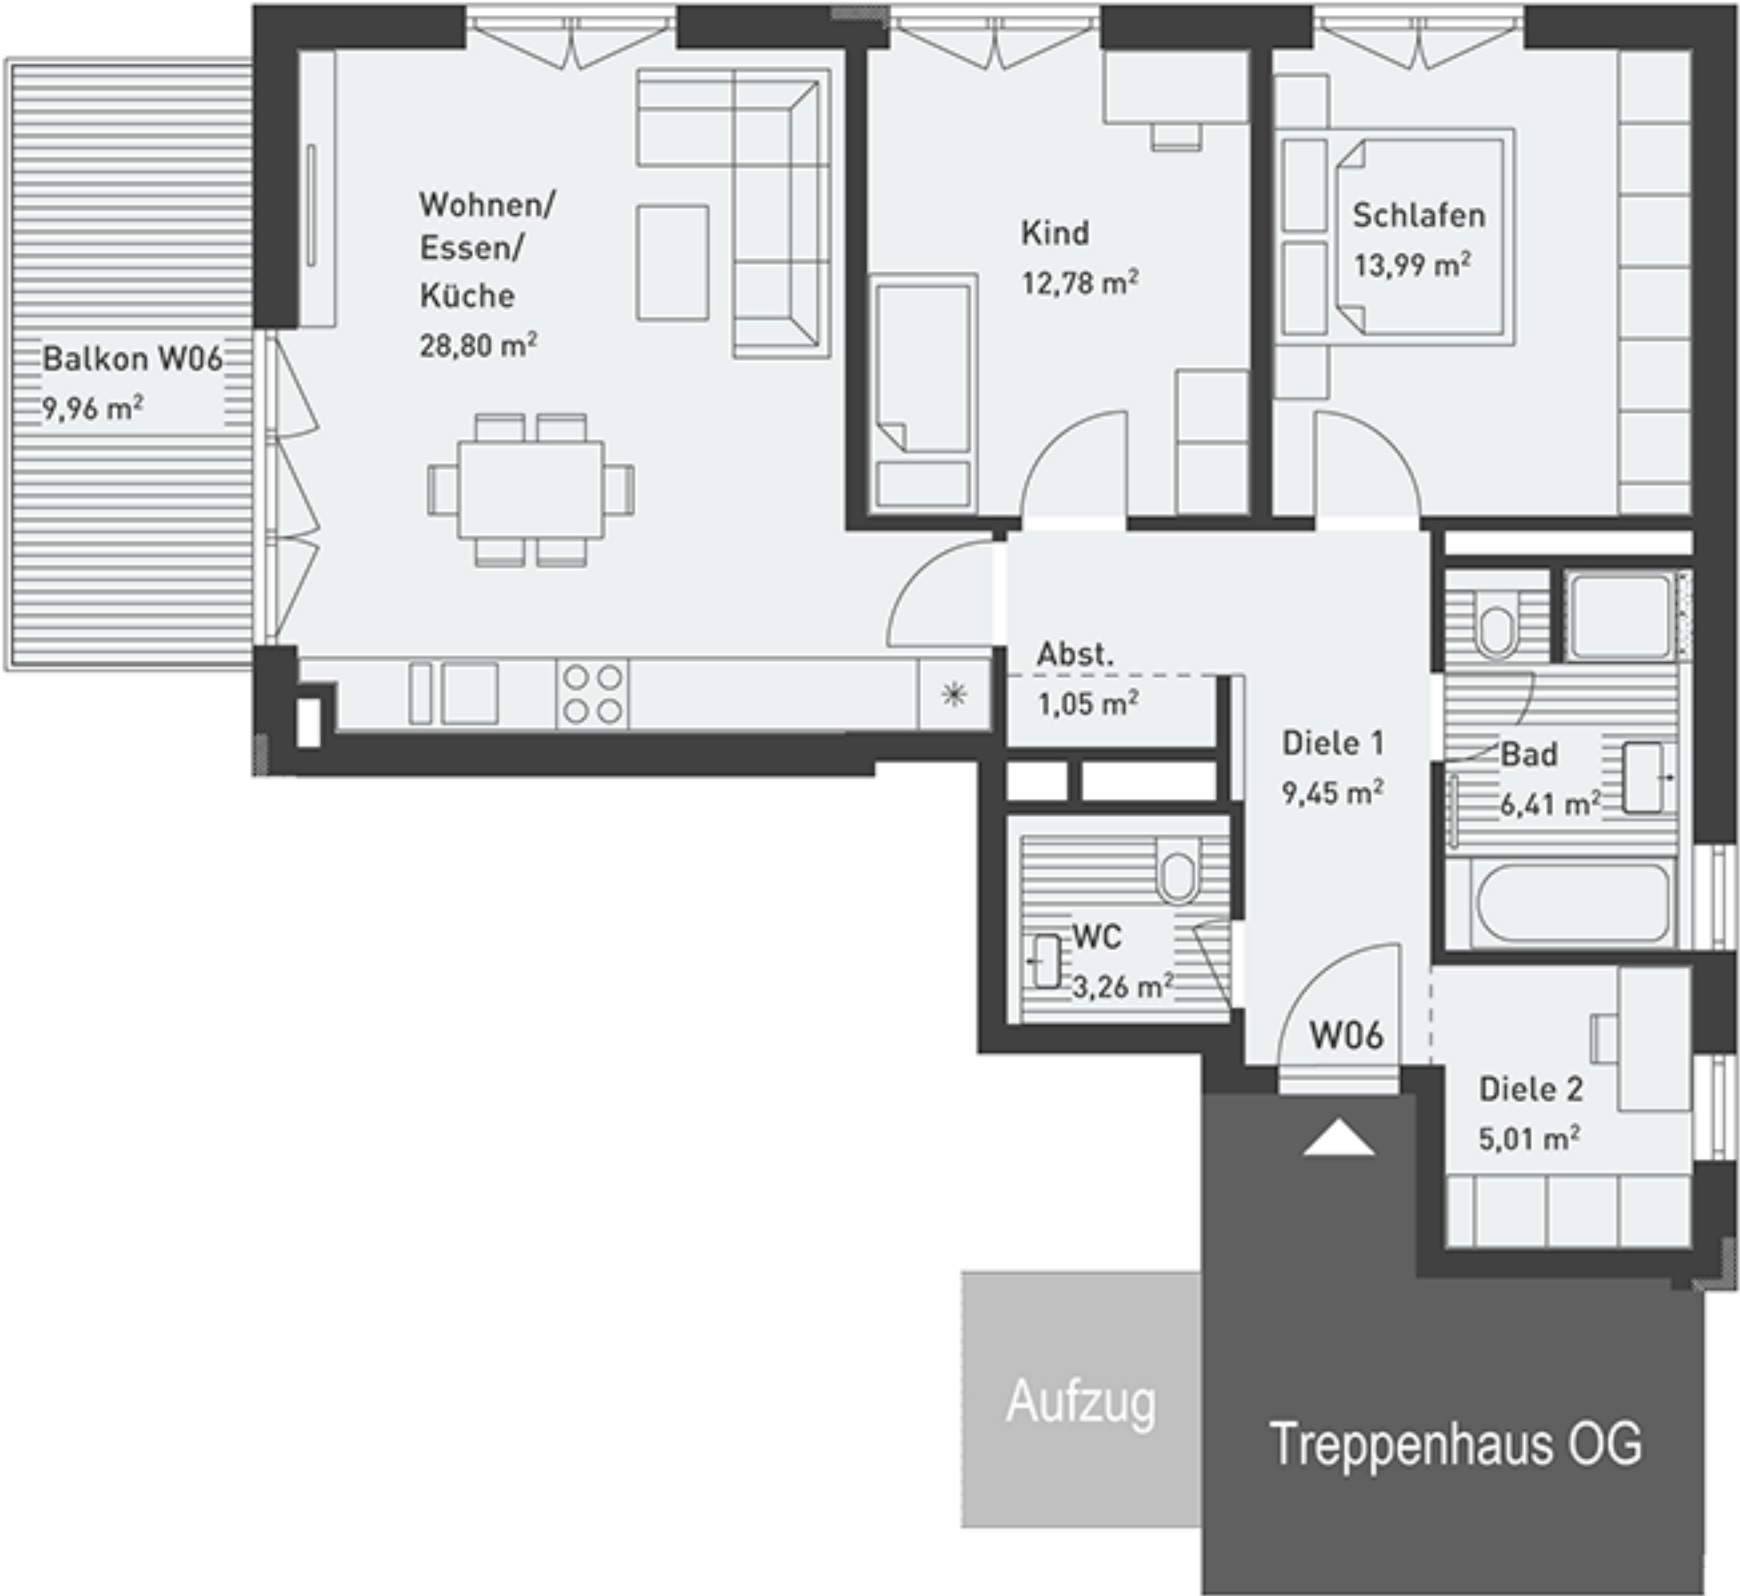 Wohnen/
Essen/
Küche
28,80 m²
Kind
12,78 m²
Schlafen
13,99 m²
Balkon W06
9,96 m²
Abst.
1,05 m²
Diele 1
9,45 m²
Bad
6,41 m²
WC
3,26 m²
W06
Diele 2
5,01 m²
Aufzug
Treppenhaus OG